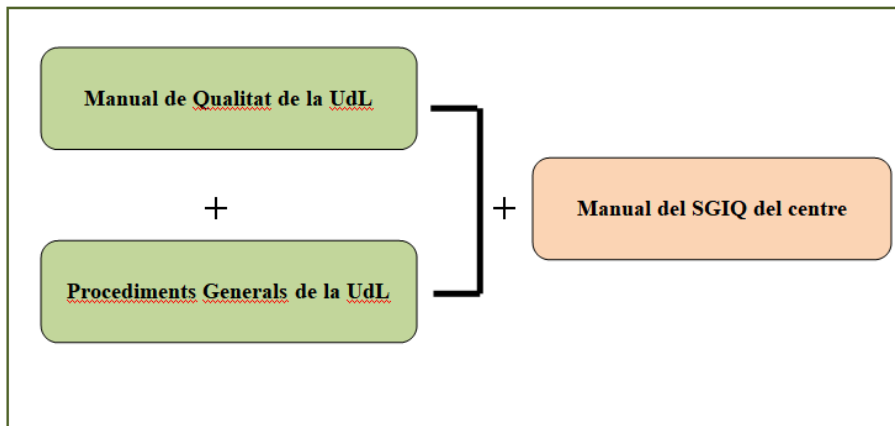 Manual de Qualitat de la UdL
+
Procediments Generals de la UdL
+
Manual del SGIQ del centre